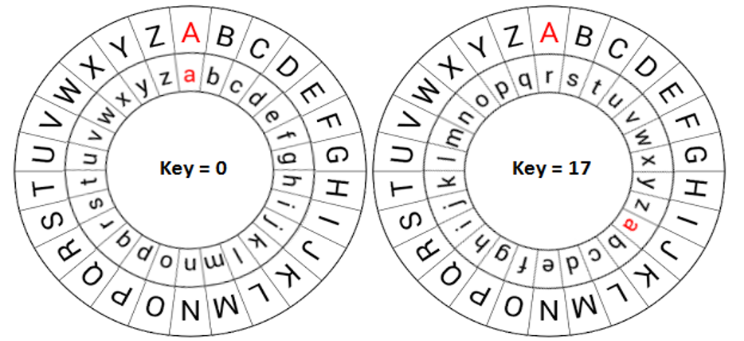 A B C D E F G H I J K L M N O P Q R S T U V W X Y Z
a b c d e f g h i j k l m n o p q r s t u v w x y z
Key = 0
A B C D E F G H I J K L M N O P Q R S T U V W X Y Z
r s t u v w x y z a b c d e f g h i j k l m n o p q
Key = 17